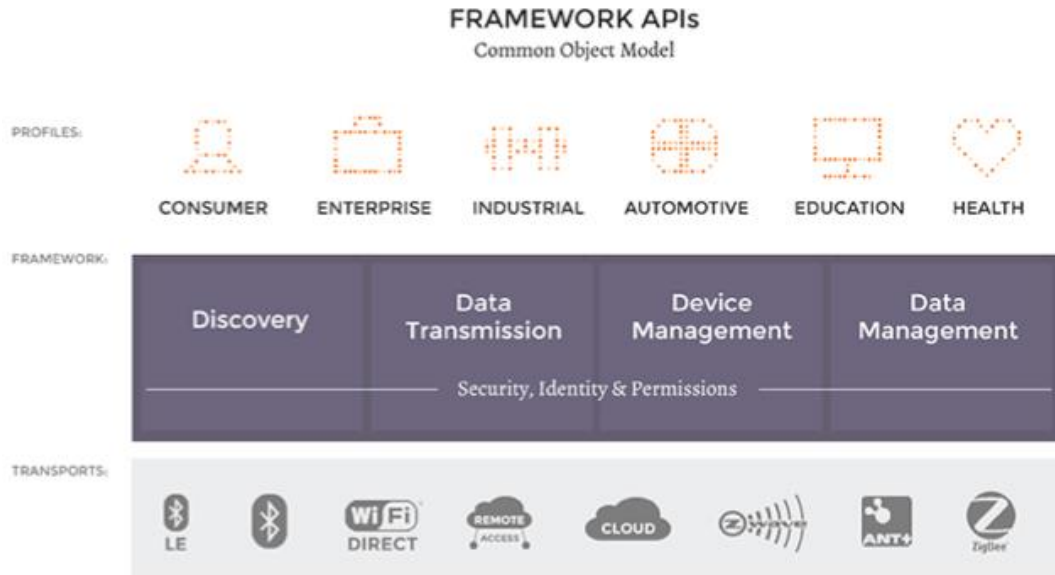 FRAMEWORK APIs
Common Object Model
PROFILES:
CONSUMER ENTERPRISE INDUSTRIAL AUTOMOTIVE EDUCATION HEALTH
FRAMEWORK:
Discovery
Data Transmission
Device Management
Data Management
Security, Identity & Permissions
TRANSPORTS:
LE
WiFi DIRECT
REMOTE ACCESS
CLOUD
Z wave
ANT+
ZigBee